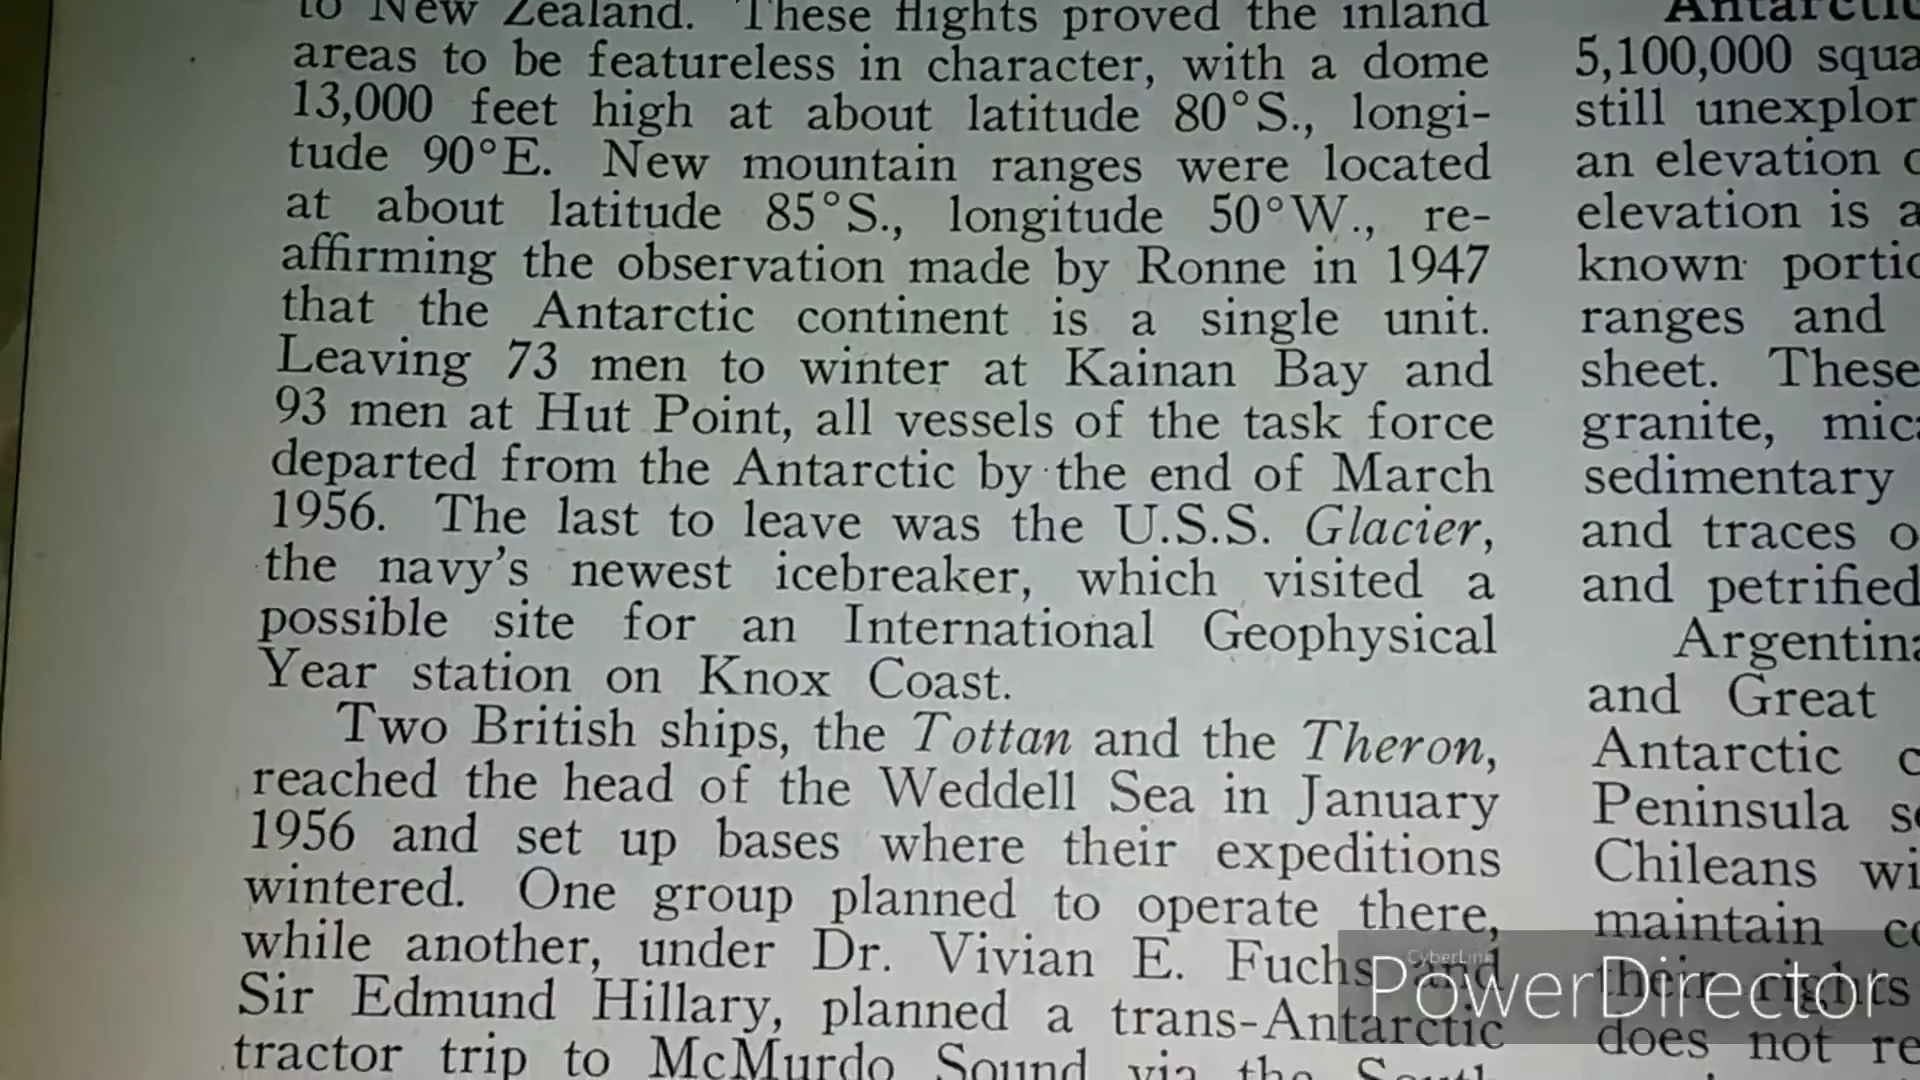 to New Zealand. These flights proved the inland
areas to be featureless in character, with a dome
13,000 feet high at about latitude 80°S., longi-
tude 90°E. New mountain ranges were located
at about latitude 85°S., longitude 50°W., re-
affirming the observation made by Ronne in 1947
that the Antarctic continent is a single unit.
Leaving 73 men to winter at Kainan Bay and
93 men at Hut Point, all vessels of the task force
departed from the Antarctic by the end of March
1956. The last to leave was the U.S.S. Glacier,
the navy's newest icebreaker, which visited a
possible site for an International Geophysical
Year station on Knox Coast.
Two British ships, the Tottan and the Theron,
reached the head of the Weddell Sea in January
1956 and set up bases where their expeditions
wintered. One group planned to operate there,
while another, under Dr. Vivian E. Fuchs and
Sir Edmund Hillary, planned a trans-Antarctic
tractor trip to McMurdo Sound via the South
5,100,000
still
an elevation
elevation is
known
ranges and
sheet. These
granite,
sedimentary
and traces
and petrified
and Great
Antarctic
Peninsula
Chileans
maintain
their rights
does not
CyberLink
PowerDirector